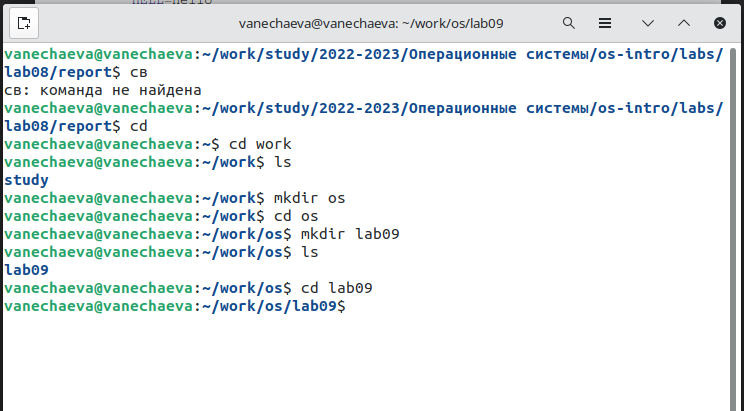 HELL=hello
vanechaeva@vanechaeva: ~/work/os/lab09
vanechaeva@vanechaeva:~/work/study/2022-2023/Операционные системы/os-intro/labs/
lab08/report$ св
св: команда не найдена
vanechaeva@vanechaeva:~/work/study/2022-2023/Операционные системы/os-intro/labs/
lab08/report$ cd
vanechaeva@vanechaeva:~$ cd work
vanechaeva@vanechaeva:~/work$ ls
study
vanechaeva@vanechaeva:~/work$ mkdir os
vanechaeva@vanechaeva:~/work$ cd os
vanechaeva@vanechaeva:~/work/os$ mkdir lab09
vanechaeva@vanechaeva:~/work/os$ ls
lab09
vanechaeva@vanechaeva:~/work/os$ cd lab09
vanechaeva@vanechaeva:~/work/os/lab09$